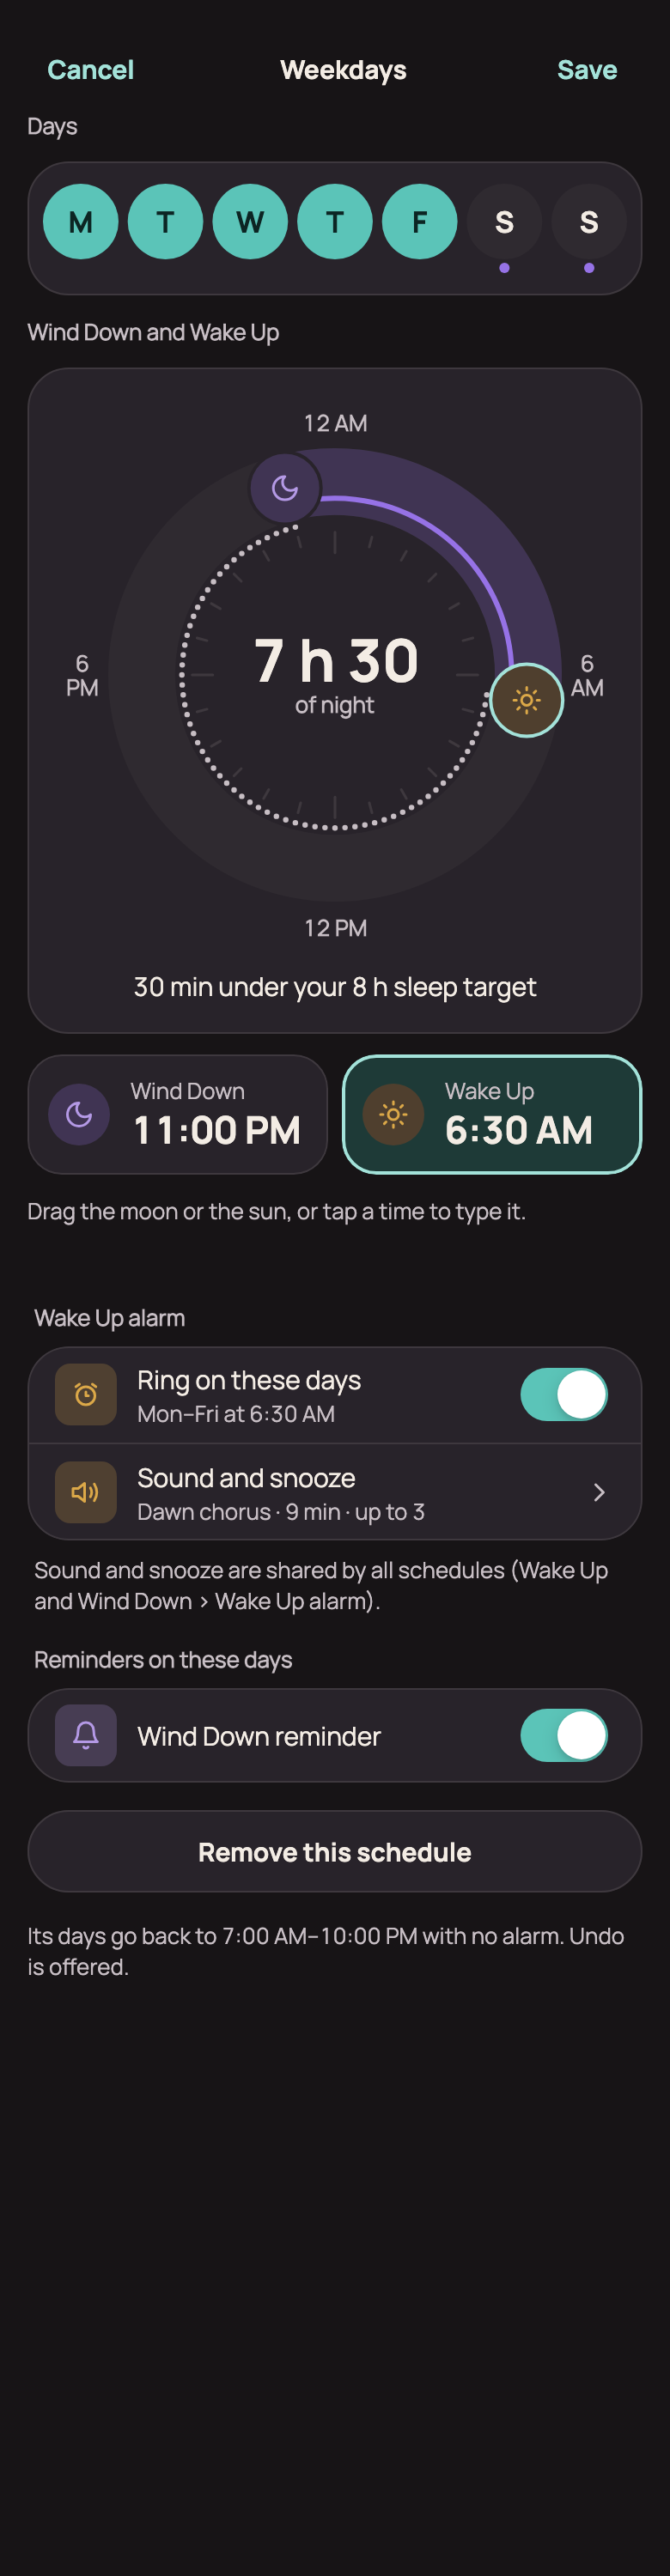 Cancel
Weekdays
Save
Days
M T W T F S S
Wind Down and Wake Up
12 AM
6
PM
7 h 30
of night
6
AM
12 PM
30 min under your 8 h sleep target
Wind Down
11:00 PM
Wake Up
6:30 AM
Drag the moon or the sun, or tap a time to type it.
Wake Up alarm
Ring on these days
Mon–Fri at 6:30 AM
Sound and snooze
Dawn chorus · 9 min · up to 3
Sound and snooze are shared by all schedules (Wake Up
and Wind Down › Wake Up alarm).
Reminders on these days
Wind Down reminder
Remove this schedule
Its days go back to 7:00 AM–10:00 PM with no alarm. Undo
is offered.